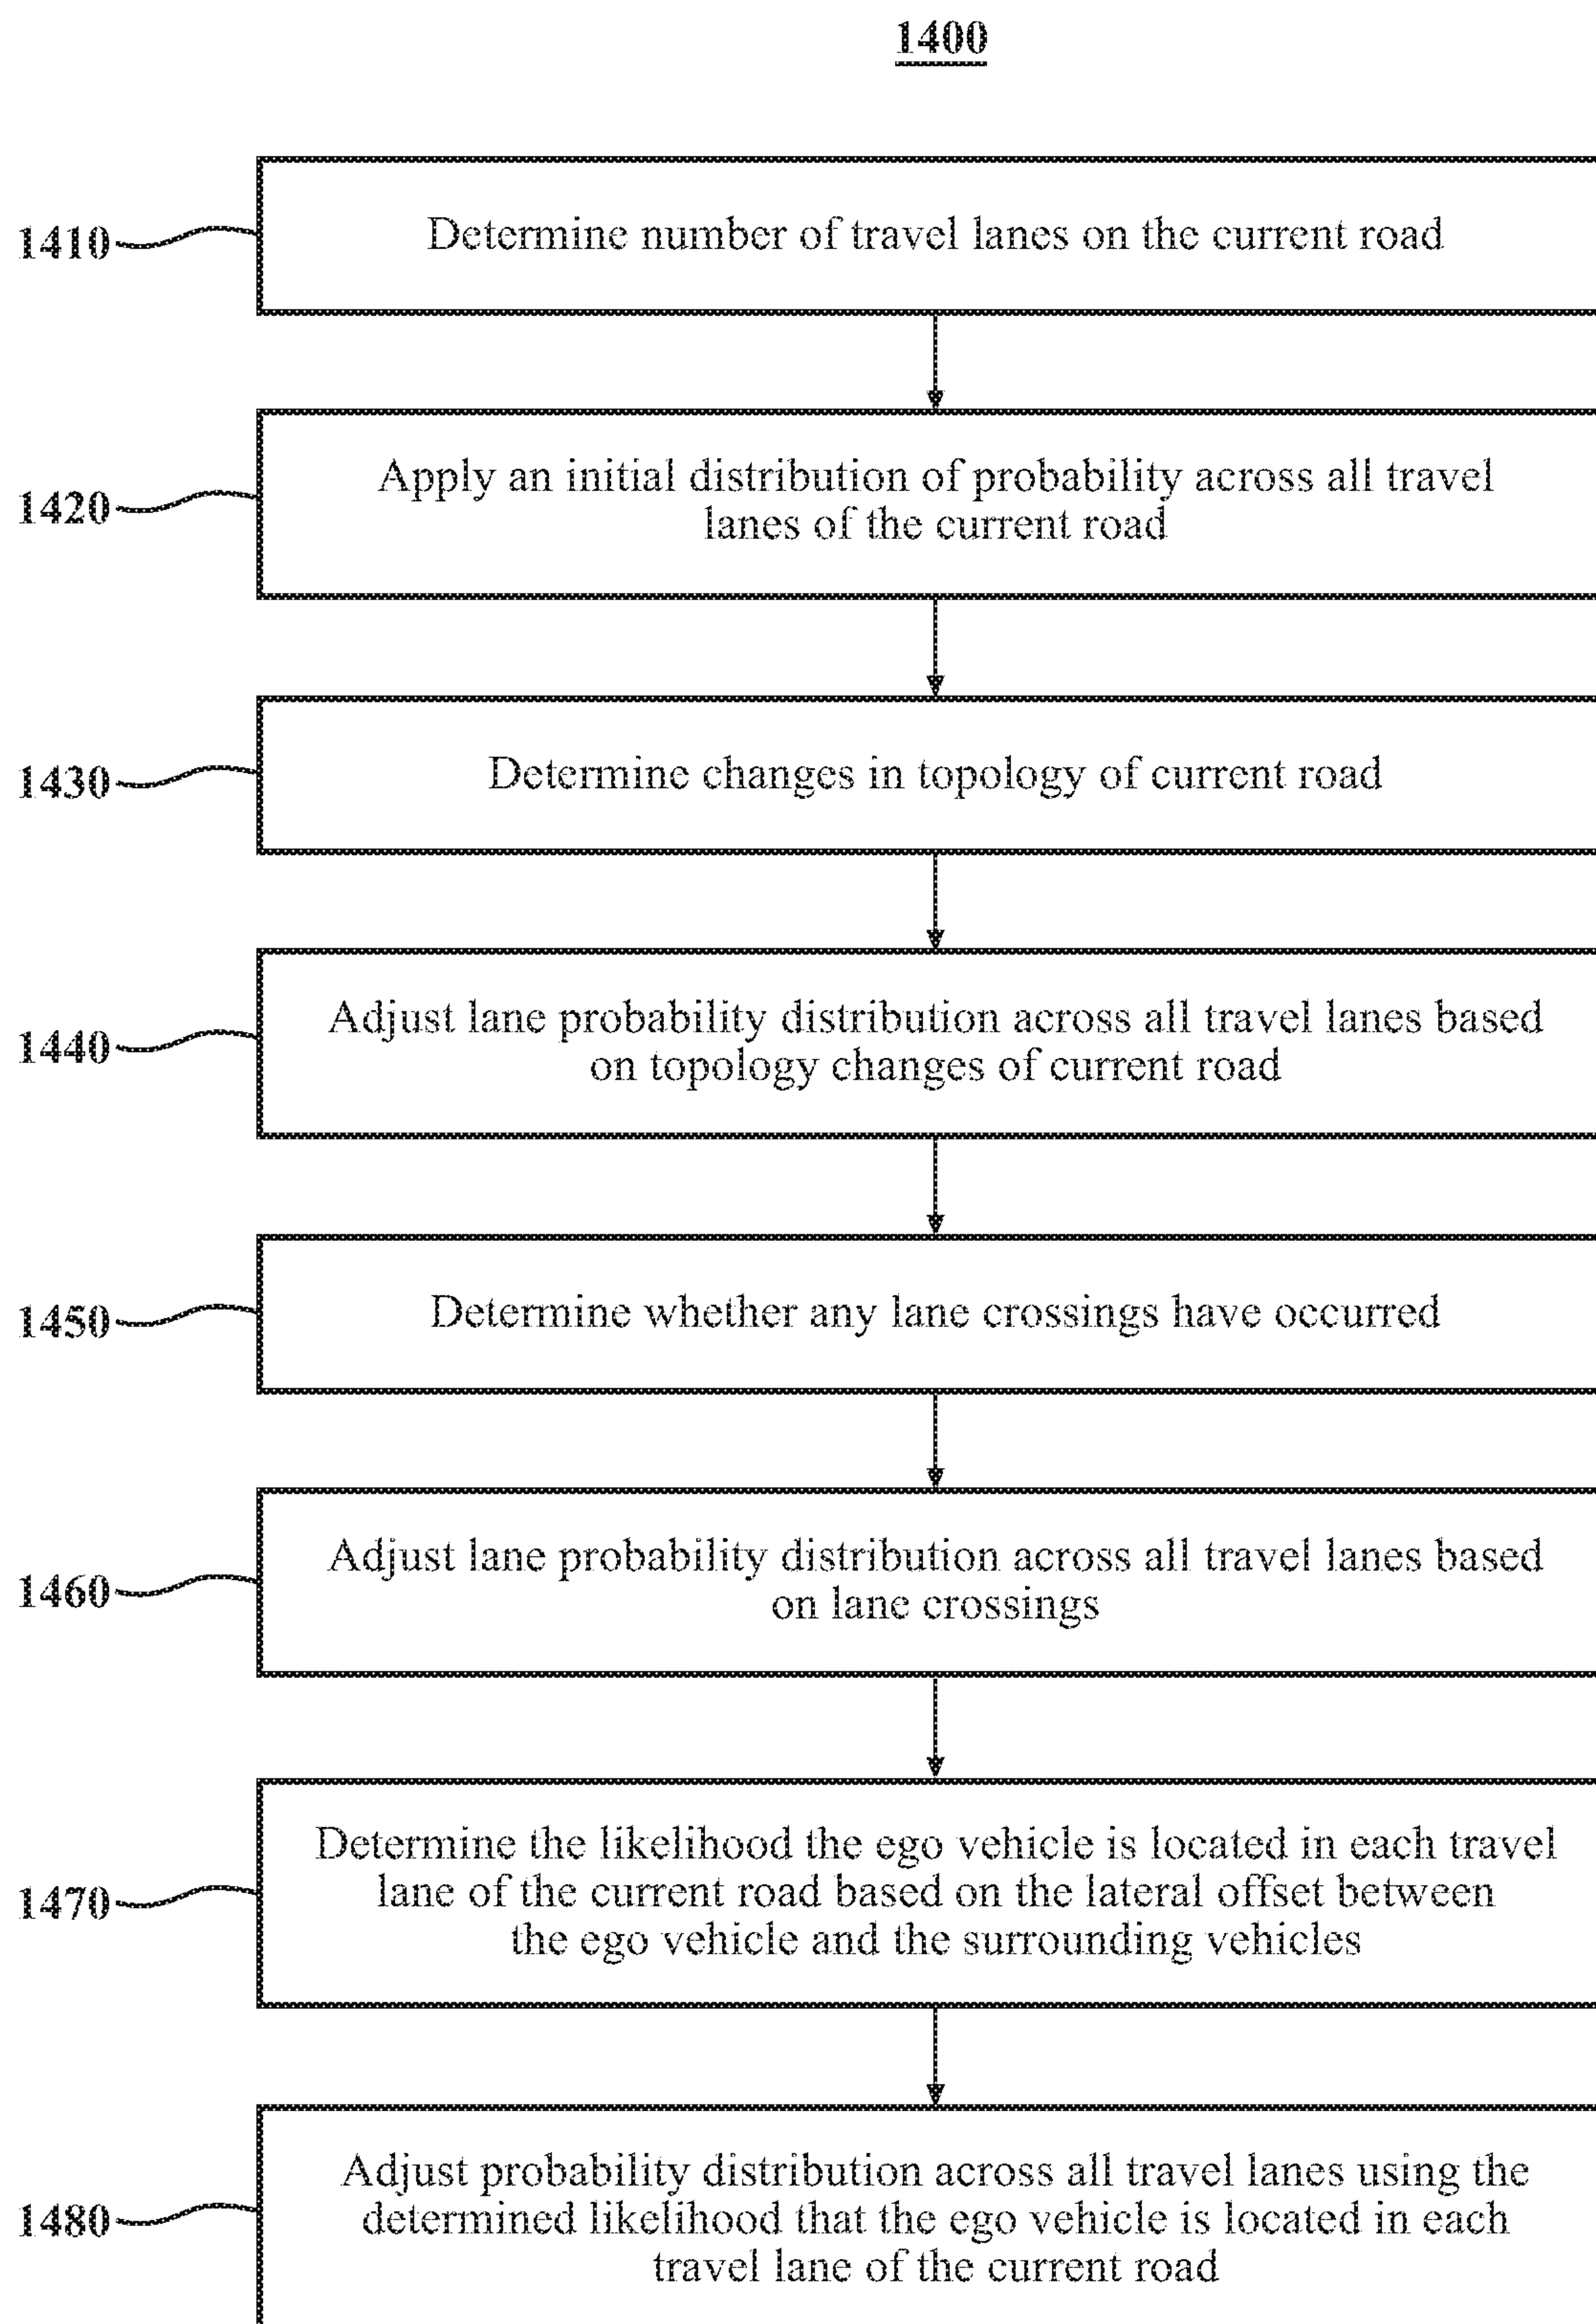 1400
1410
Determine number of travel lanes on the current road
1420
Apply an initial distribution of probability across all travel
lanes of the current road
1430
Determine changes in topology of current road
1440
Adjust lane probability distribution across all travel lanes based
on topology changes of current road
1450
Determine whether any lane crossings have occurred
1460
Adjust lane probability distribution across all travel lanes based
on lane crossings
1470
Determine the likelihood the ego vehicle is located in each travel
lane of the current road based on the lateral offset between
the ego vehicle and the surrounding vehicles
1480
Adjust probability distribution across all travel lanes using the
determined likelihood that the ego vehicle is located in each
travel lane of the current road